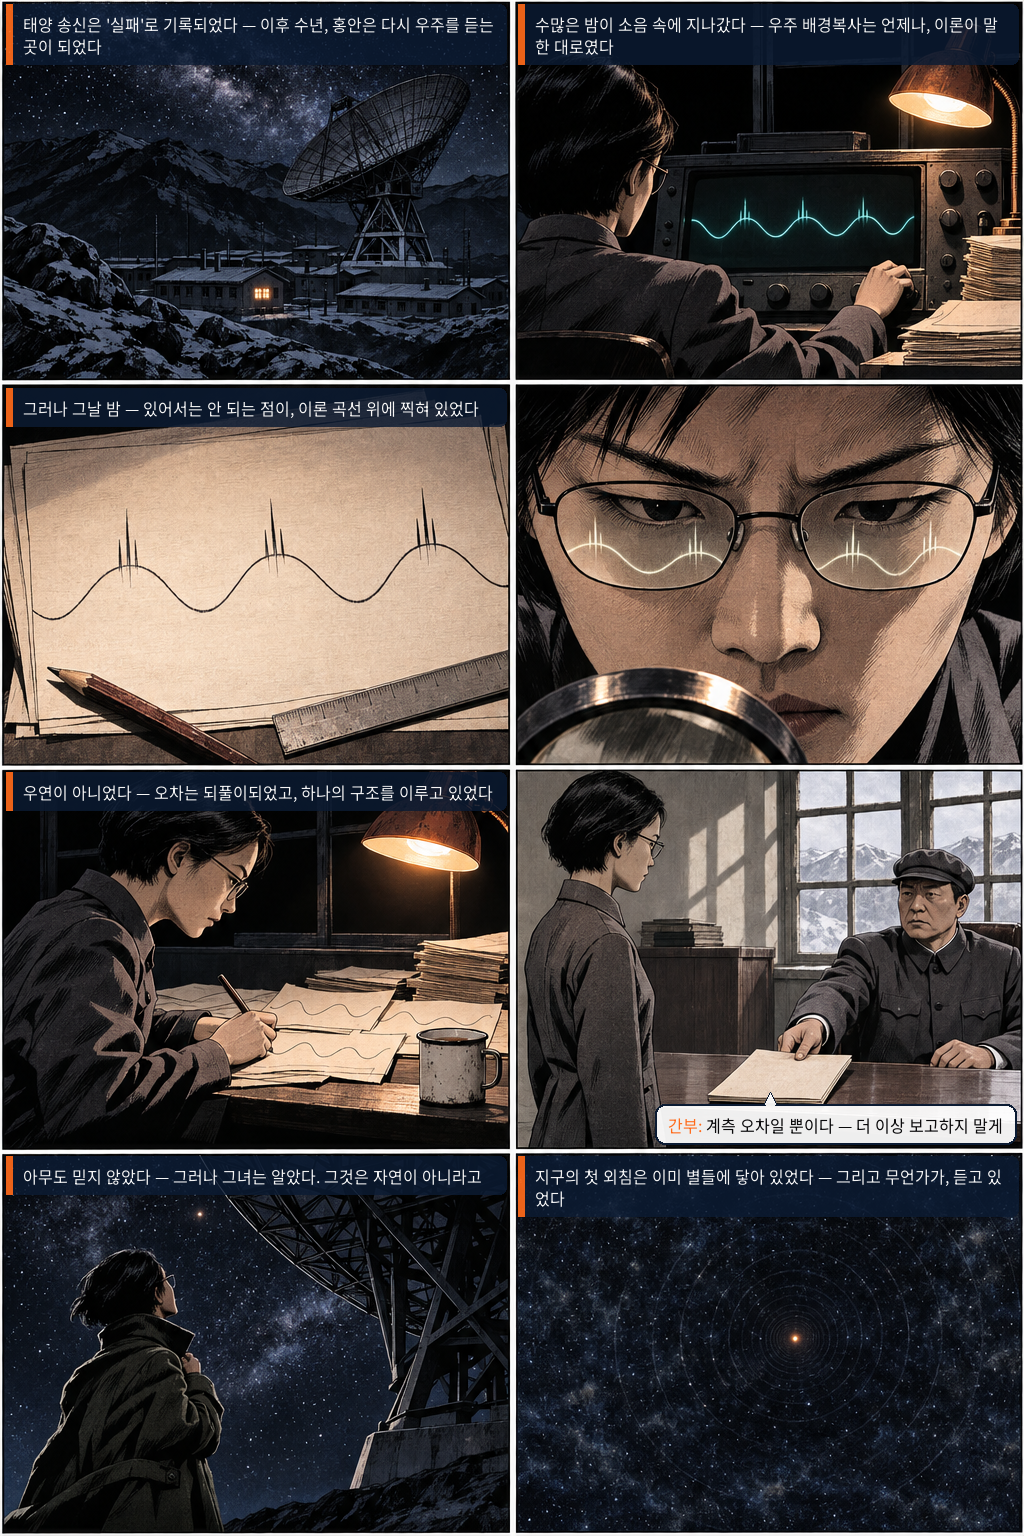 태양 송신은 '실패'로 기록되었다 — 이후 수년, 홍안은 다시 우주를 듣는
곳이 되었다
수많은 밤이 소음 속에 지나갔다 — 우주 배경복사는 언제나, 이론이 말
한 대로였다
그러나 그날 밤 — 있어서는 안 되는 점이, 이론 곡선 위에 찍혀 있었다
우연이 아니었다 — 오차는 되풀이되었고, 하나의 구조를 이루고 있었다
간부: 계측 오차일 뿐이다 — 더 이상 보고하지 말게
아무도 믿지 않았다 — 그러나 그녀는 알았다. 그것은 자연이 아니라고
지구의 첫 외침은 이미 별들에 닿아 있었다 — 그리고 무언가가, 듣고 있
었다